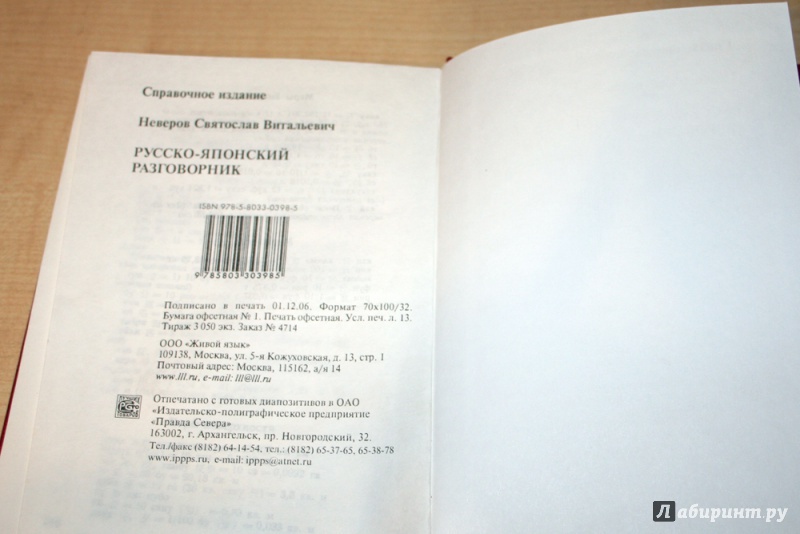 Справочное издание
Неверов Святослав Витальевич
РУССКО-ЯПОНСКИЙ
РАЗГОВОРНИК
ISBN 978-5-8033-0398-5
9 785803 303985
Подписано в печать 01.12.06. Формат 70х100/32.
Бумага офсетная № 1. Печать офсетная. Усл. печ. л. 13.
Тираж 3 050 экз. Заказ № 4714
ООО «Живой язык»
109138, Москва, ул. 5-я Кожуховская, д. 13, стр. 1
Почтовый адрес: Москва, 115162, а/я 14
www.lll.ru, e-mail: lll@lll.ru
Отпечатано с готовых диапозитивов в ОАО
«Издательско-полиграфическое предприятие
«Правда Севера»
163002, г. Архангельск, пр. Новгородский, 32.
Тел./факс (8182) 64-14-54, тел.: (8182) 65-37-65, 65-38-78
www.ippps.ru, e-mail: ippps@atnet.ru
Лабиринт.ру